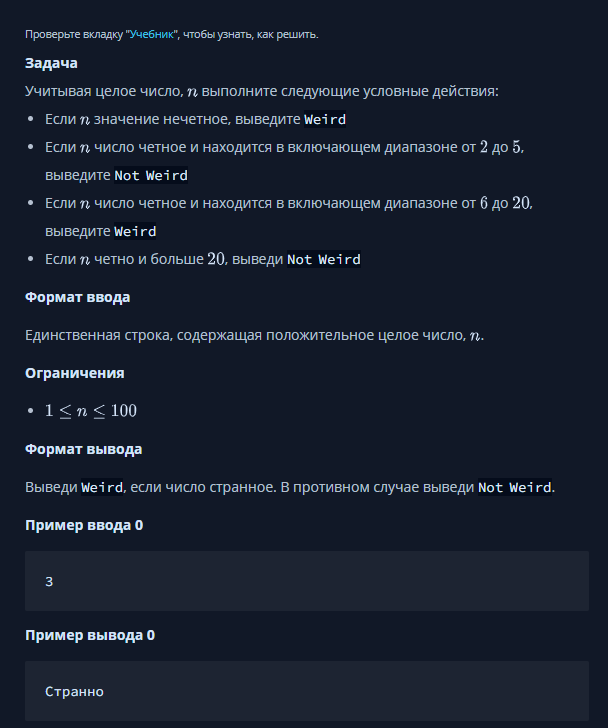 Проверьте вкладку "Учебник", чтобы узнать, как решить.
Задача
Учитывая целое число, n выполните следующие условные действия:
• Если n значение нечетное, выведите Weird
• Если n число четное и находится в включающем диапазоне от 2 до 5,
выведите Not Weird
• Если n число четное и находится в включающем диапазоне от 6 до 20,
выведите Weird
• Если n четно и больше 20, выведи Not Weird
Формат ввода
Единственная строка, содержащая положительное целое число, n.
Ограничения
• 1 ≤ n ≤ 100
Формат вывода
Выведи Weird, если число странное. В противном случае выведи Not Weird.
Пример ввода 0
3
Пример вывода 0
Странно